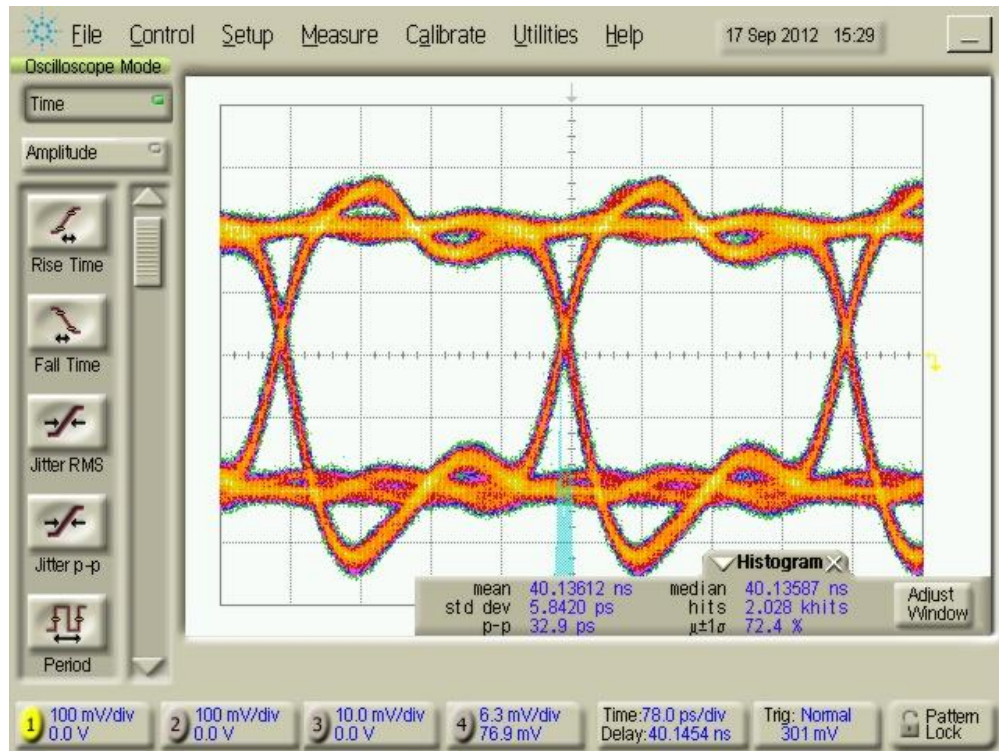 File Control Setup Measure Calibrate Utilities Help 17 Sep 2012 15:29
Oscilloscope Mode
Time
Amplitude
Rise Time
Fall Time
Jitter RMS
Jitter p-p
Period
Histogram
mean 40.13612 ns median 40.13587 ns
std dev 5.8420 ps hits 2.028 khits
p-p 32.9 ps µ±1σ 72.4 %
Adjust
Window
1 100 mV/div
0.0 V
2 100 mV/div
0.0 V
3 10.0 mV/div
0.0 V
4 6.3 mV/div
76.9 mV
Time:78.0 ps/div
Delay:40.1454 ns
Trig: Normal
301 mV
Pattern
Lock